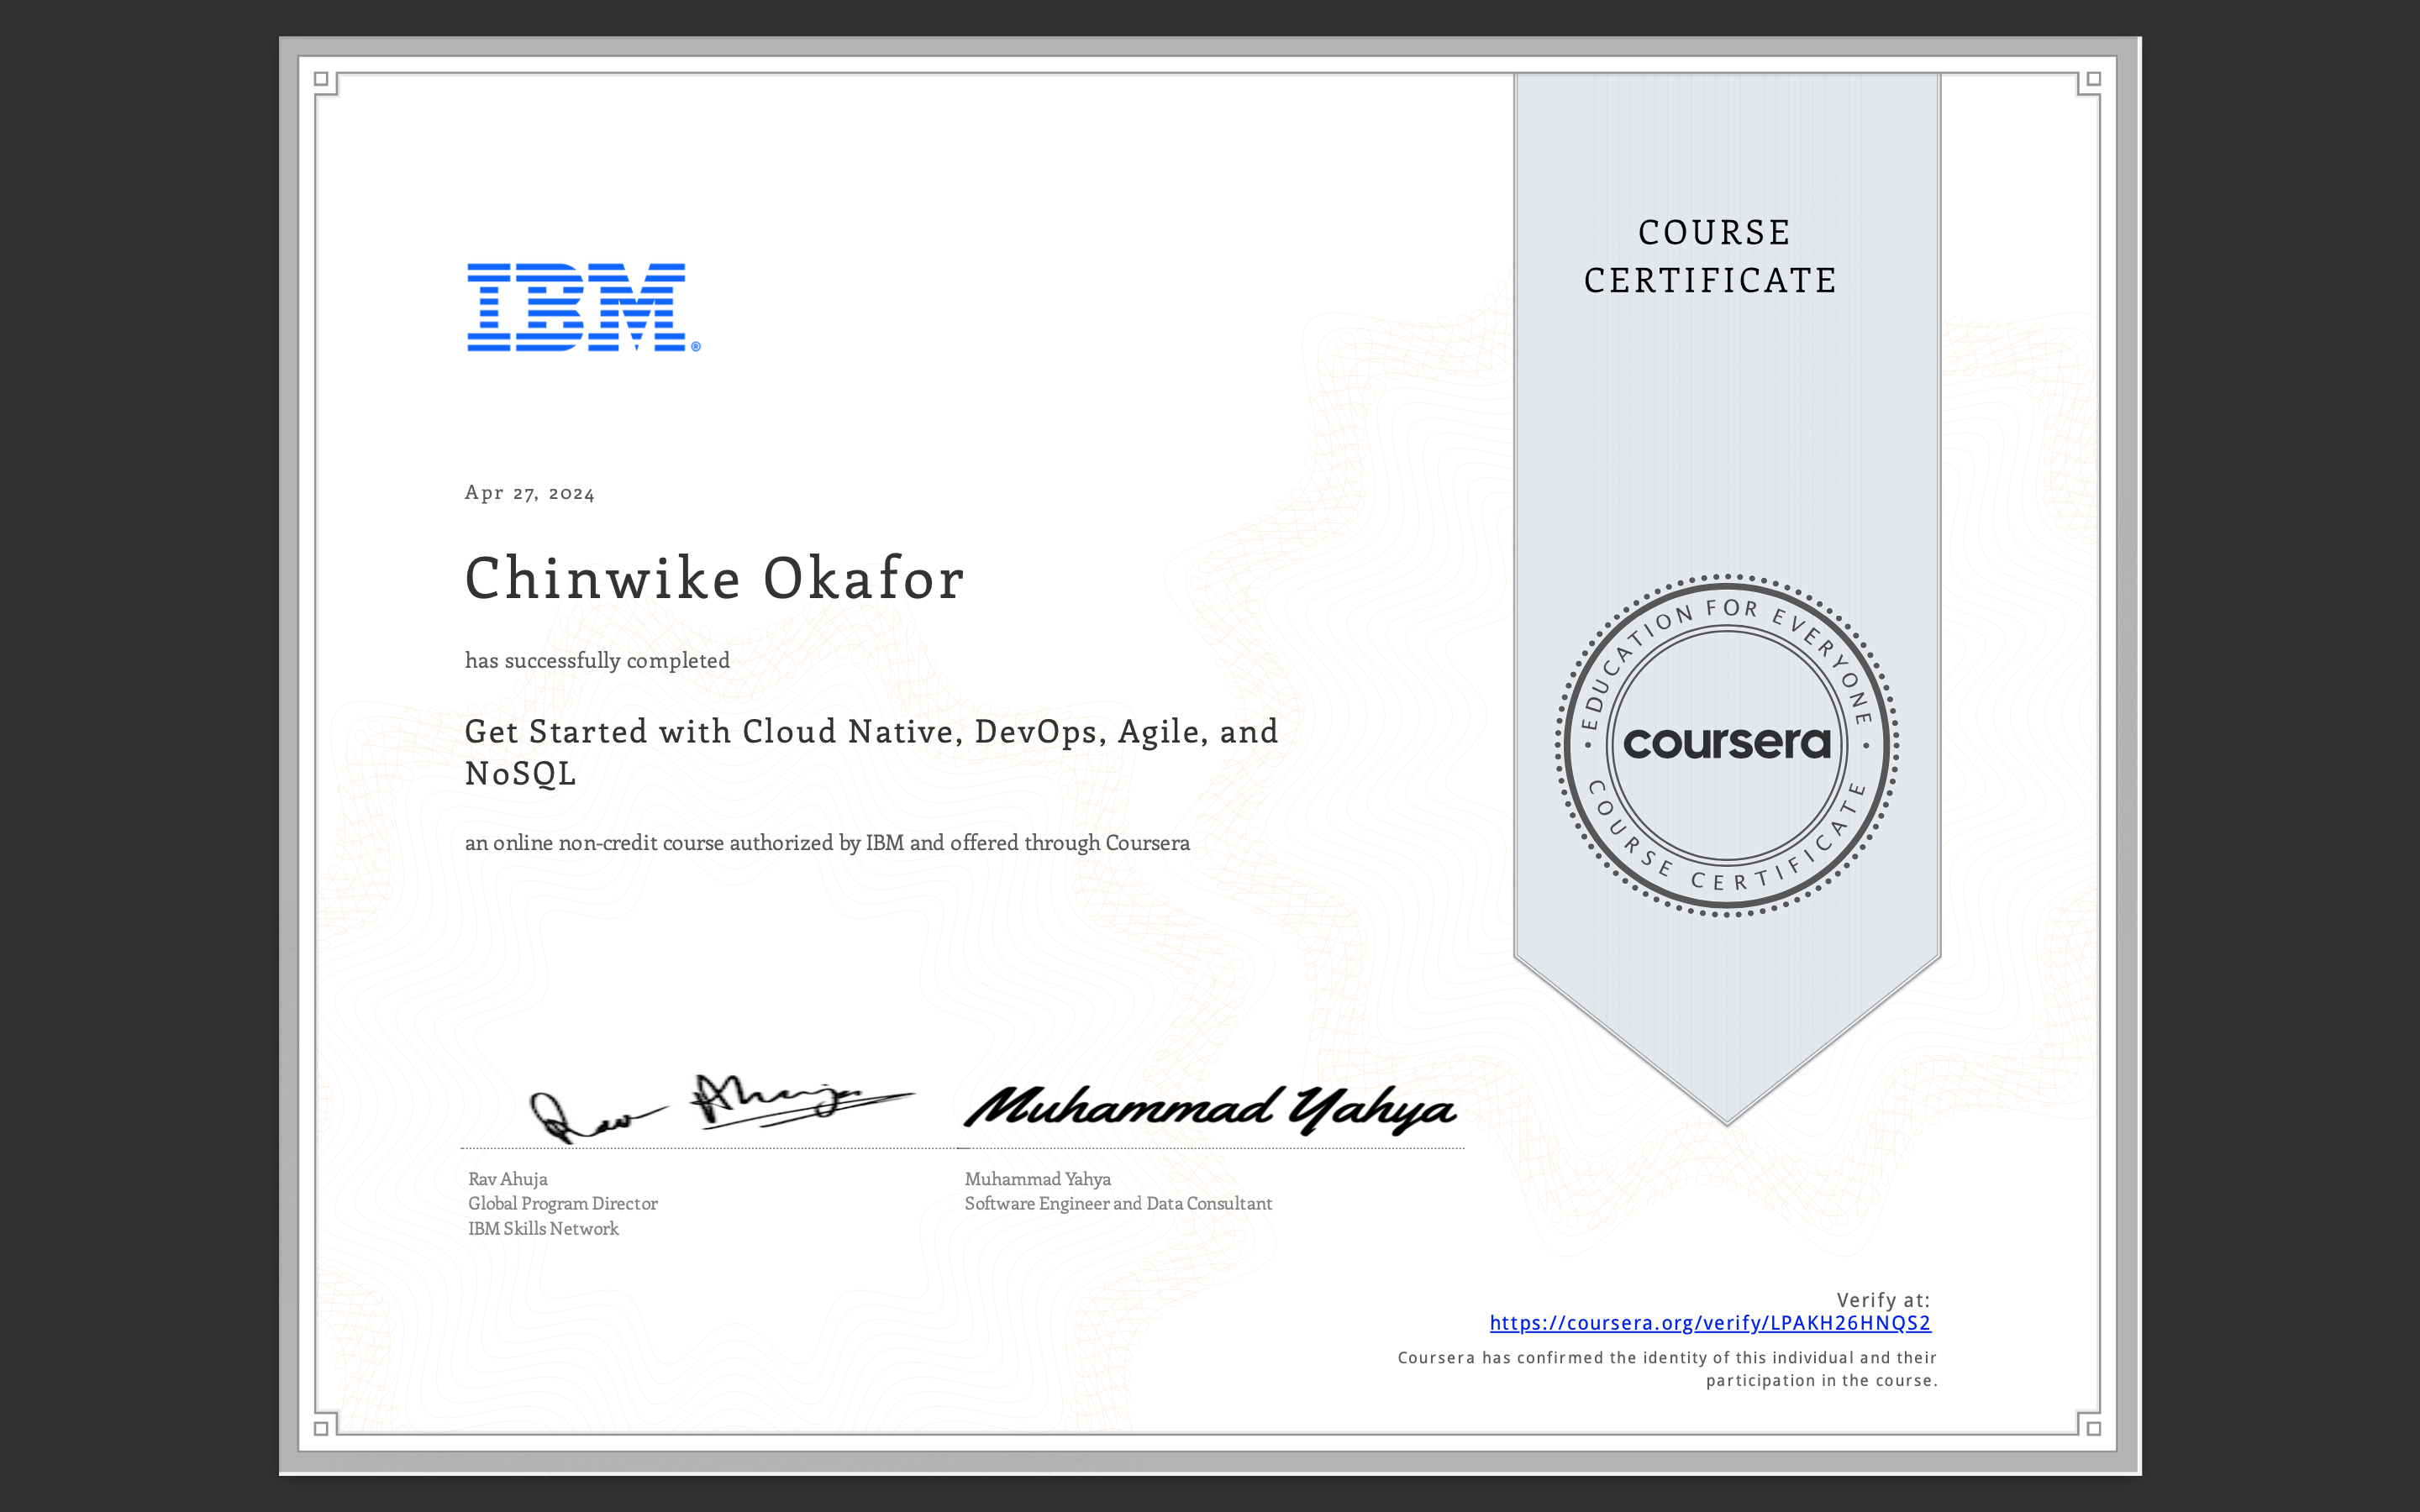 IBM®
COURSE
CERTIFICATE
Apr 27, 2024
Chinwike Okafor
has successfully completed
Get Started with Cloud Native, DevOps, Agile, and
NoSQL
an online non-credit course authorized by IBM and offered through Coursera
EDUCATION FOR EVERYONE
coursera
COURSE CERTIFICATE
Rav Ahuja
Muhammad Yahya
Rav Ahuja
Global Program Director
IBM Skills Network
Muhammad Yahya
Software Engineer and Data Consultant
Verify at:
https://coursera.org/verify/LPAKH26HNQS2
Coursera has confirmed the identity of this individual and their
participation in the course.